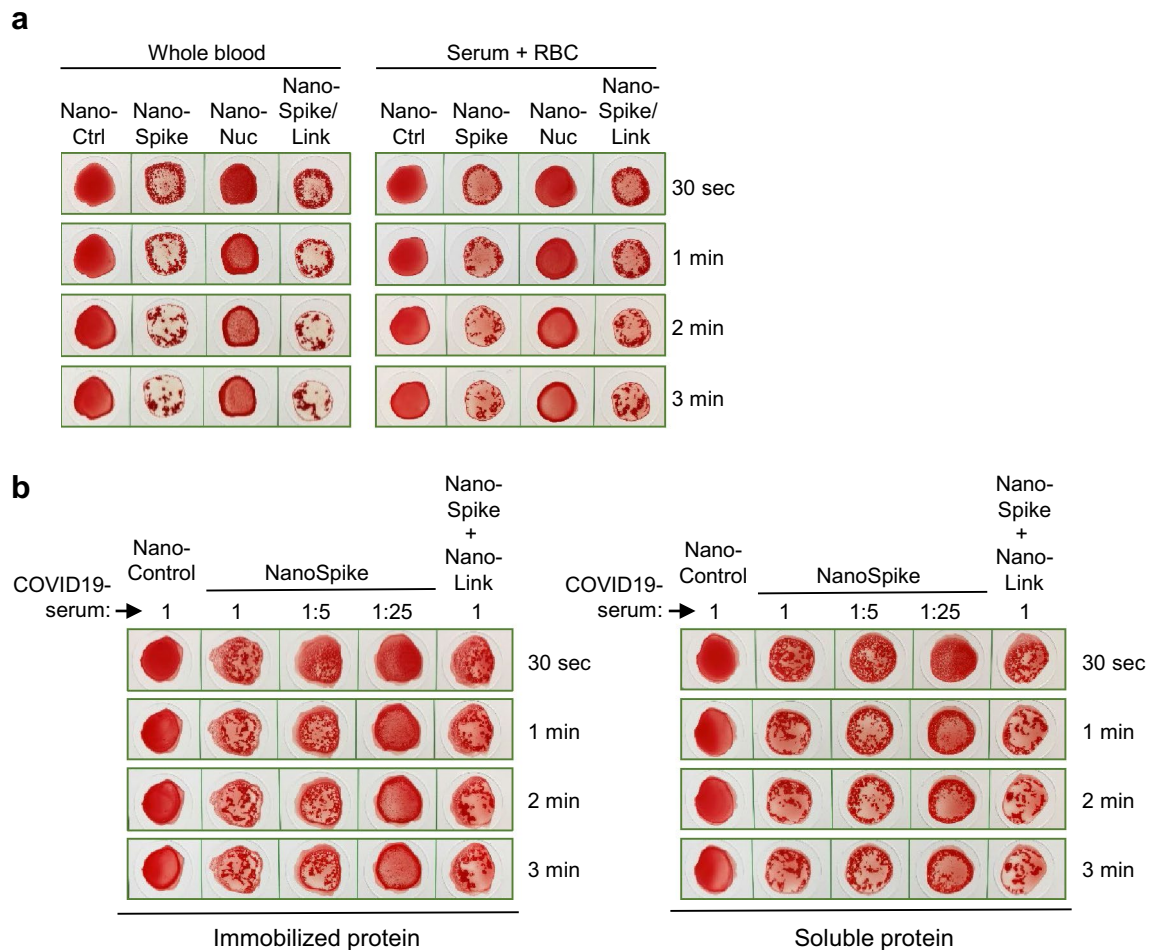 a
Whole blood
Serum + RBC
Nano-
Ctrl
Nano-
Spike
Nano-
Nuc
Nano-
Spike/
Link
Nano-
Ctrl
Nano-
Spike
Nano-
Nuc
Nano-
Spike/
Link
30 sec
1 min
2 min
3 min
b
COVID19-
serum:
Nano-
Control
NanoSpike
Nano-
Spike
+
Nano-
Link
1 1 1:5 1:25 1
30 sec
1 min
2 min
3 min
Immobilized protein
COVID19-
serum:
Nano-
Control
NanoSpike
Nano-
Spike
+
Nano-
Link
1 1 1:5 1:25 1
30 sec
1 min
2 min
3 min
Soluble protein